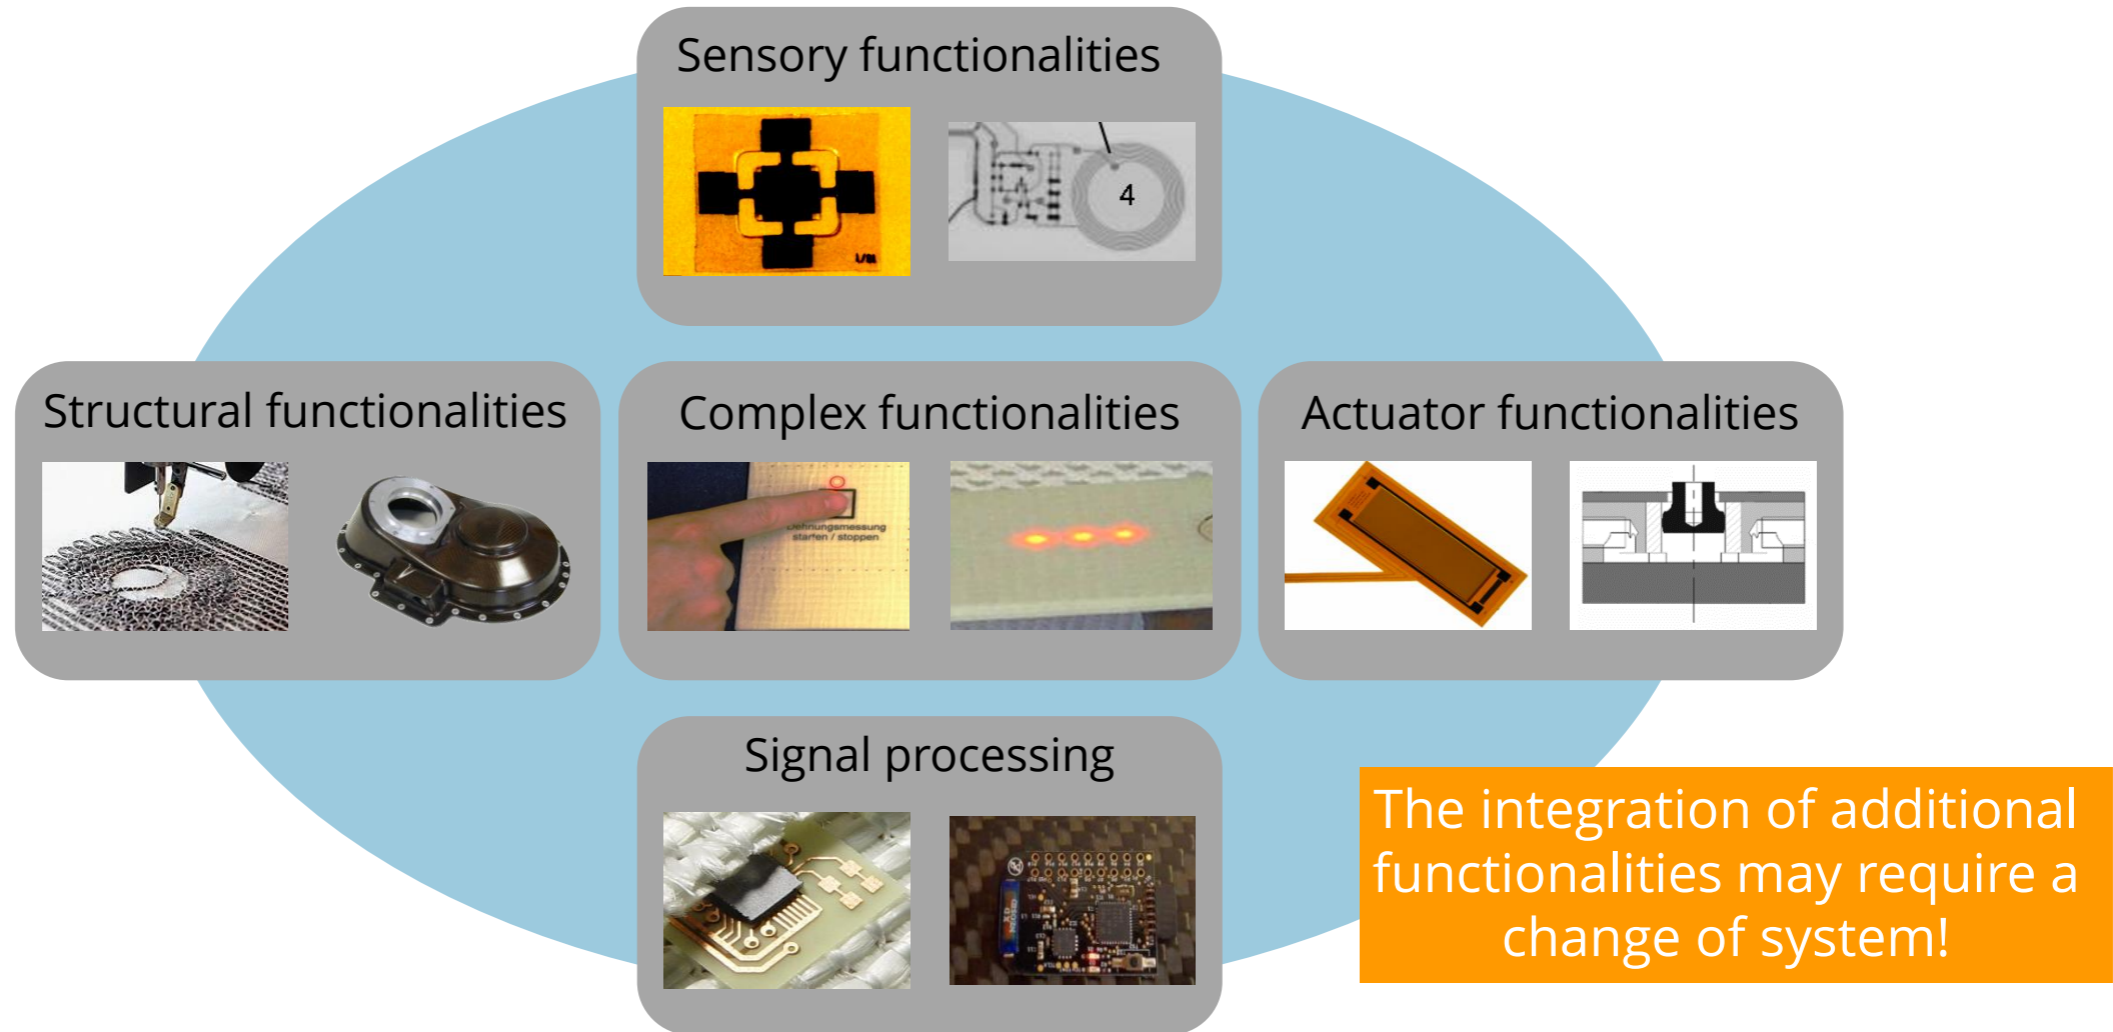 Sensory functionalities
4
Structural functionalities
Complex functionalities
Actuator functionalities
Dehnungsmessung
starten / stoppen
Signal processing
The integration of additional
functionalities may require a
change of system!